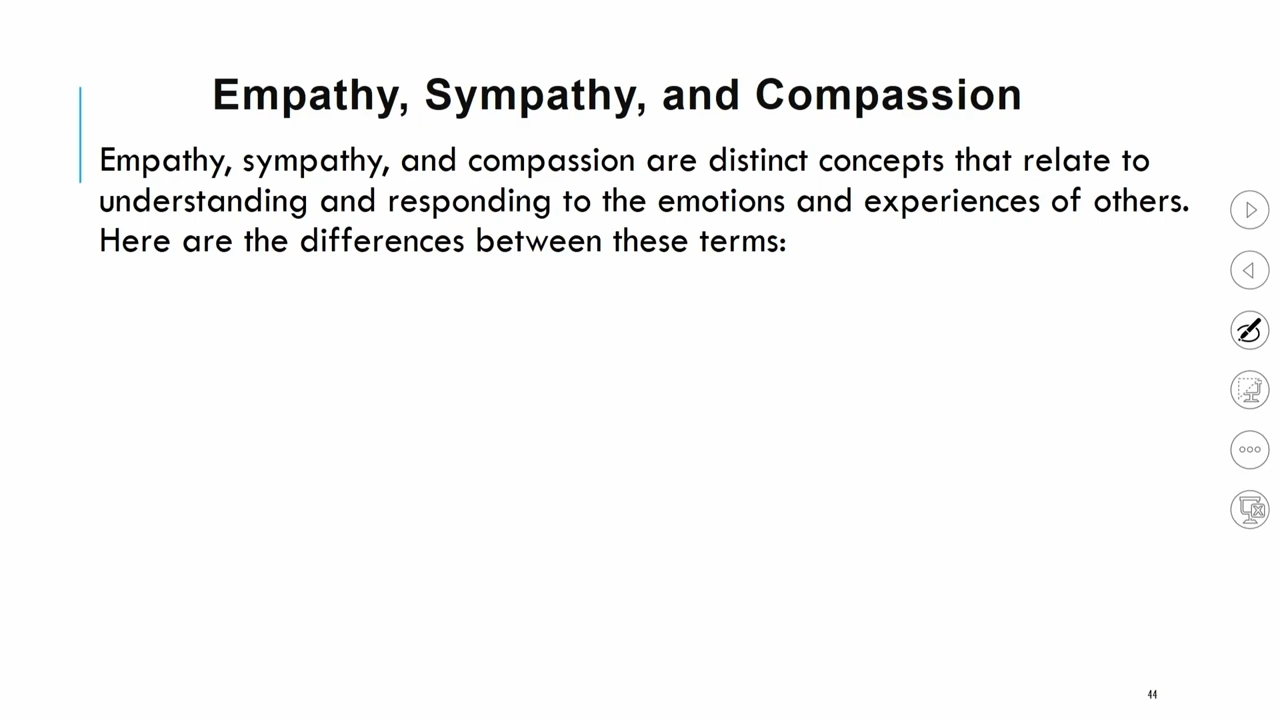 Empathy, Sympathy, and Compassion
Empathy, sympathy, and compassion are distinct concepts that relate to
understanding and responding to the emotions and experiences of others.
Here are the differences between these terms:
44